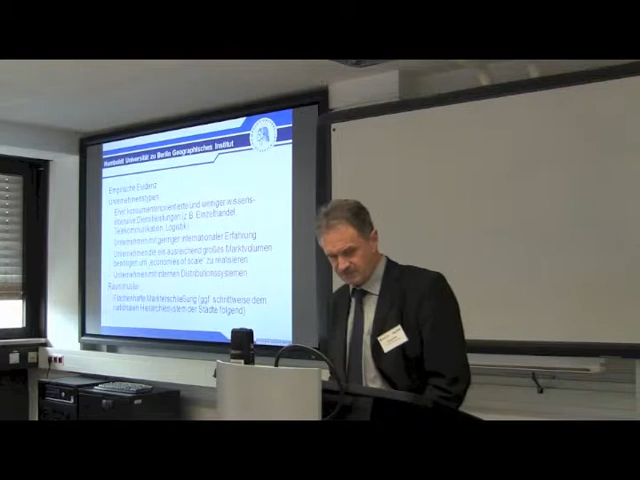 Humboldt Universität zu Berlin Geographisches Institut
Empirische Evidenz
Unternehmenstypen:
Eher konsumentenorientierte und weniger wissens-
intensive Dienstleistungen (z.B. Einzelhandel,
Telekommunikation, Logistik)
Unternehmen mit geringer internationaler Erfahrung
Unternehmen die ein ausreichend großes Marktvolumen
benötigen um „economies of scale" zu realisieren
Unternehmen mit internen Distributionssystemen
Raummuster:
Flächenhafte Markterschließung (ggf. schrittweise dem
nationalen Hierarchiesystem der Städte folgend)